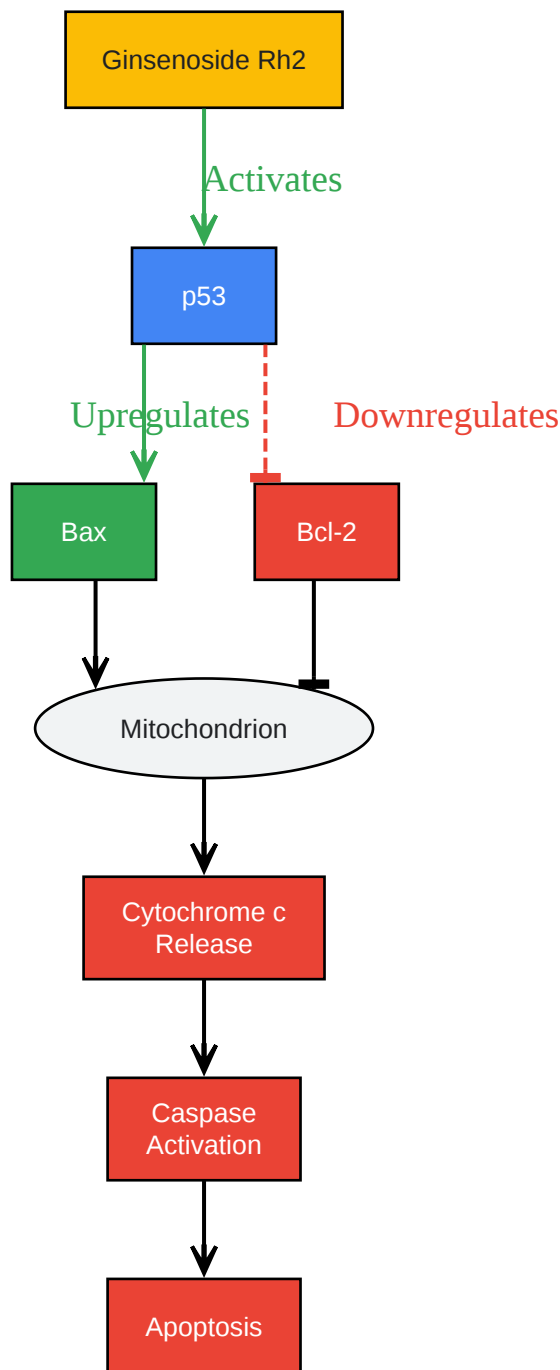 Ginsenoside Rh2
Activates
p53
Upregulates
Downregulates
Bax
Bcl-2
Mitochondrion
Cytochrome c
Release
Caspase
Activation
Apoptosis